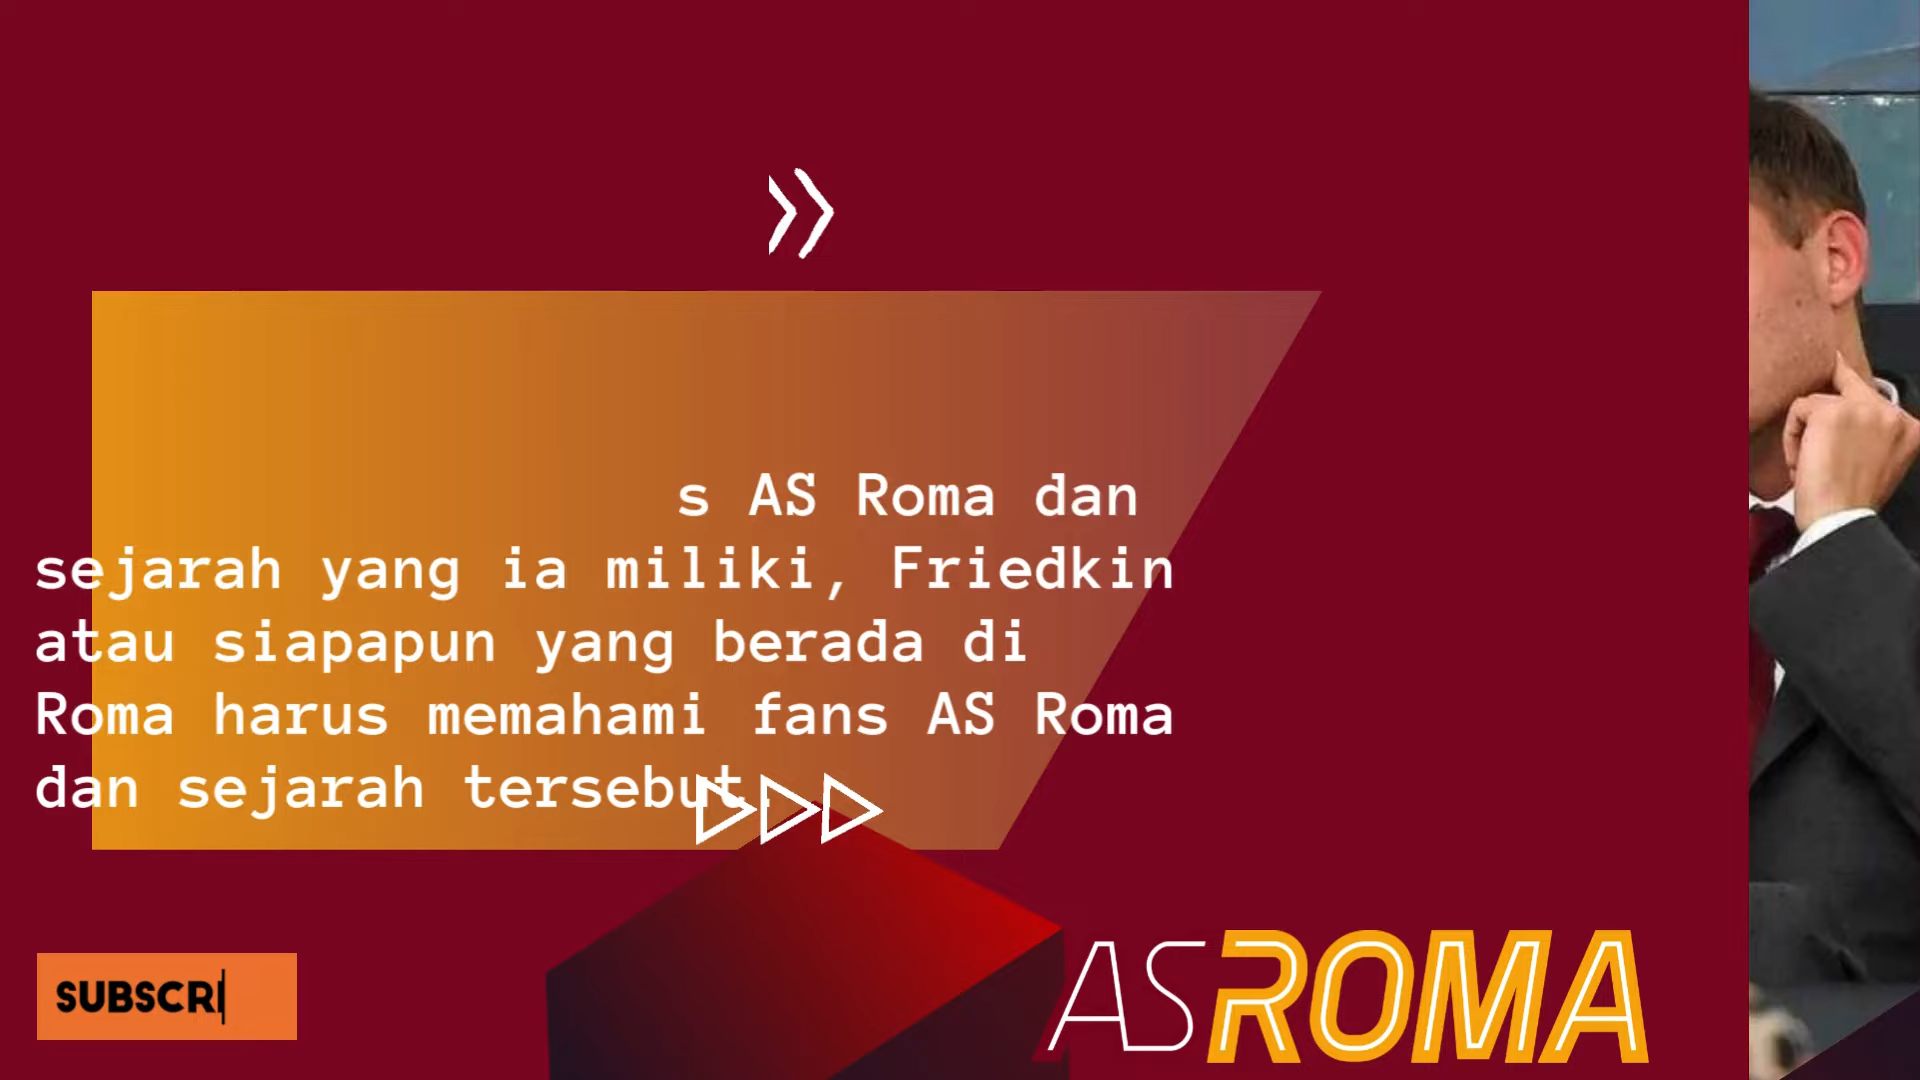 s AS Roma dan
sejarah yang ia miliki, Friedkin
atau siapapun yang berada di
Roma harus memahami fans AS Roma
dan sejarah tersebut.
SUBSCRI
ASROMA